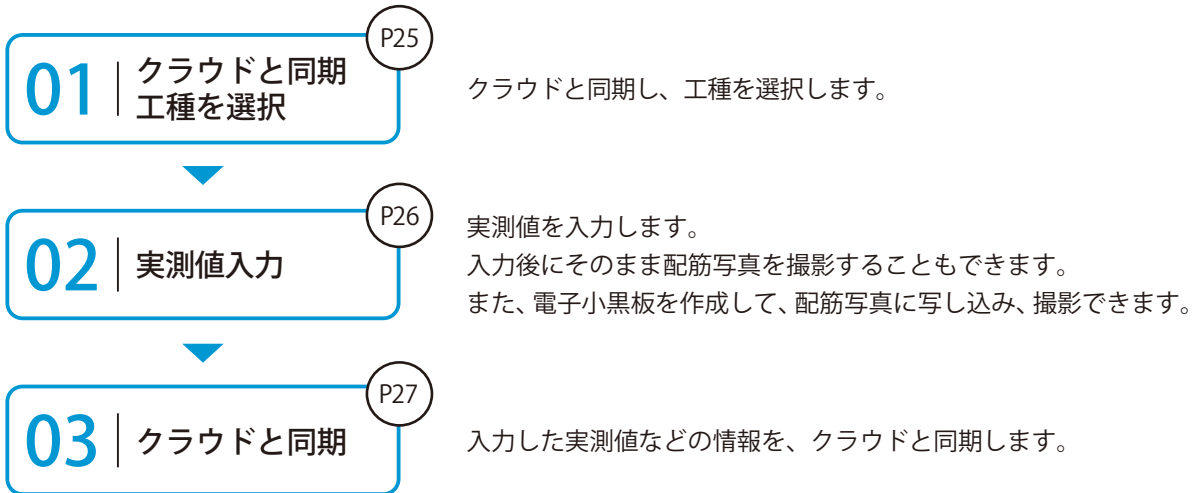 P25
01 クラウドと同期
工種を選択
クラウドと同期し、工種を選択します。
P26
02 実測値入力
実測値を入力します。
入力後にそのまま配筋写真を撮影することもできます。
また、電子小黒板を作成して、配筋写真に写し込み、撮影できます。
P27
03 クラウドと同期
入力した実測値などの情報を、クラウドと同期します。